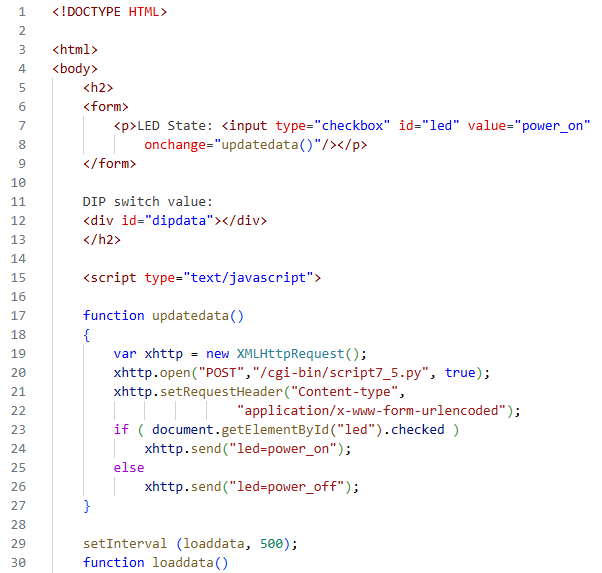 1 <!DOCTYPE HTML>
2
3 <html>
4 <body>
5     <h2>
6     <form>
7         <p>LED State: <input type="checkbox" id="led" value="power_on"
8             onchange="updatedata()"/></p>
9     </form>
10
11     DIP switch value:
12     <div id="dipdata"></div>
13     </h2>
14
15     <script type="text/javascript">
16
17     function updatedata()
18     {
19         var xhttp = new XMLHttpRequest();
20         xhttp.open("POST","/cgi-bin/script7_5.py", true);
21         xhttp.setRequestHeader("Content-type",
22                         "application/x-www-form-urlencoded");
23         if ( document.getElementById("led").checked )
24             xhttp.send("led=power_on");
25         else
26             xhttp.send("led=power_off");
27     }
28
29     setInterval (loaddata, 500);
30     function loaddata()